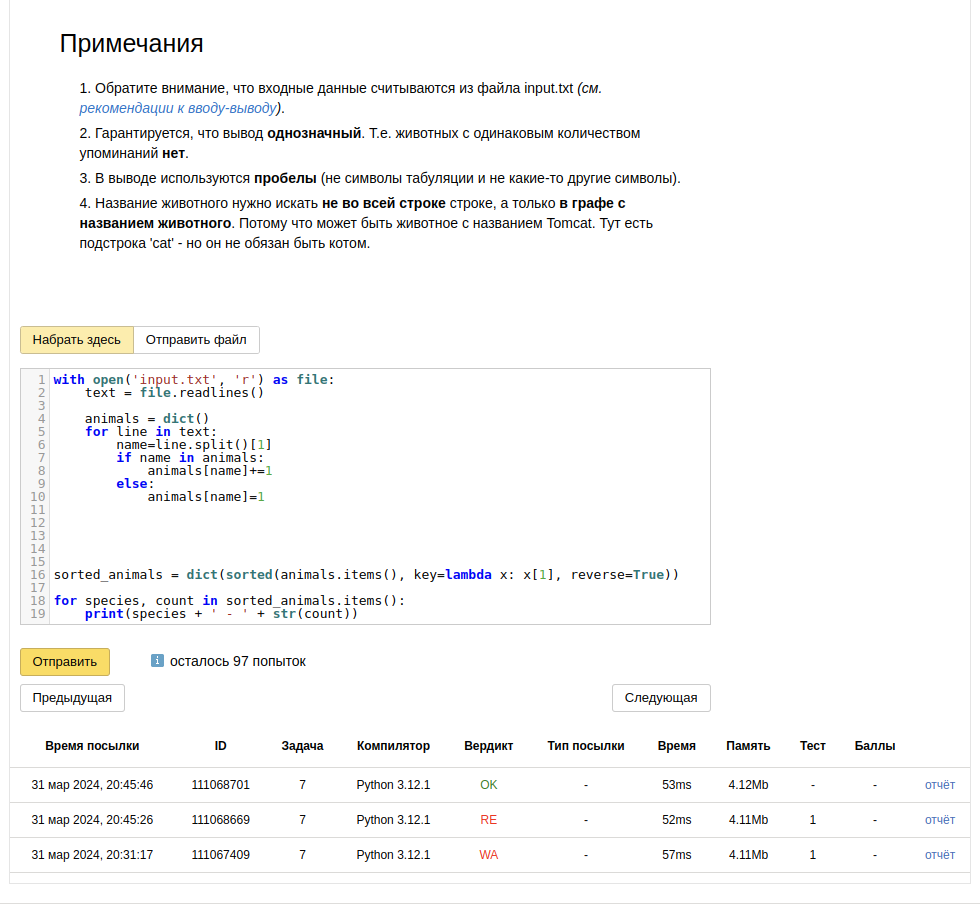 Примечания
1. Обратите внимание, что входные данные считываются из файла input.txt (см.
рекомендации к вводу-выводу).
2. Гарантируется, что вывод однозначный. Т.е. животных с одинаковым количеством
упоминаний нет.
3. В выводе используются пробелы (не символы табуляции и не какие-то другие символы).
4. Название животного нужно искать не во всей строке строке, а только в графе с
названием животного. Потому что может быть животное с названием Tomcat. Тут есть
подстрока 'cat' - но он не обязан быть котом.
Набрать здесь Отправить файл
1 with open('input.txt', 'r') as file:
2     text = file.readlines()
3
4     animals = dict()
5     for line in text:
6         name=line.split()[1]
7         if name in animals:
8             animals[name]+=1
9         else:
10             animals[name]=1
11
12
13
14
15
16 sorted_animals = dict(sorted(animals.items(), key=lambda x: x[1], reverse=True))
17
18 for species, count in sorted_animals.items():
19     print(species + ' - ' + str(count))
Отправить i осталось 97 попыток
Предыдущая Следующая
Время посылки ID Задача Компилятор Вердикт Тип посылки Время Память Тест Баллы
31 мар 2024, 20:45:46 111068701 7 Python 3.12.1 OK - 53ms 4.12Mb - - отчёт
31 мар 2024, 20:45:26 111068669 7 Python 3.12.1 RE - 52ms 4.11Mb 1 - отчёт
31 мар 2024, 20:31:17 111067409 7 Python 3.12.1 WA - 57ms 4.11Mb 1 - отчёт